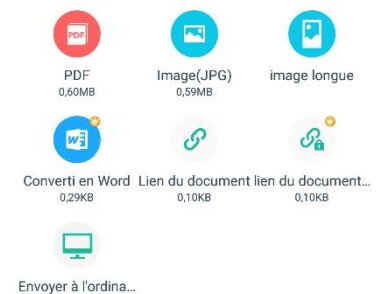 PDF
PDF
0,60MB
Image(JPG)
0,59MB
image longue
W
Converti en Word
0,29KB
Lien du document
0,10KB
lien du document...
0,10KB
Envoyer à l'ordina...